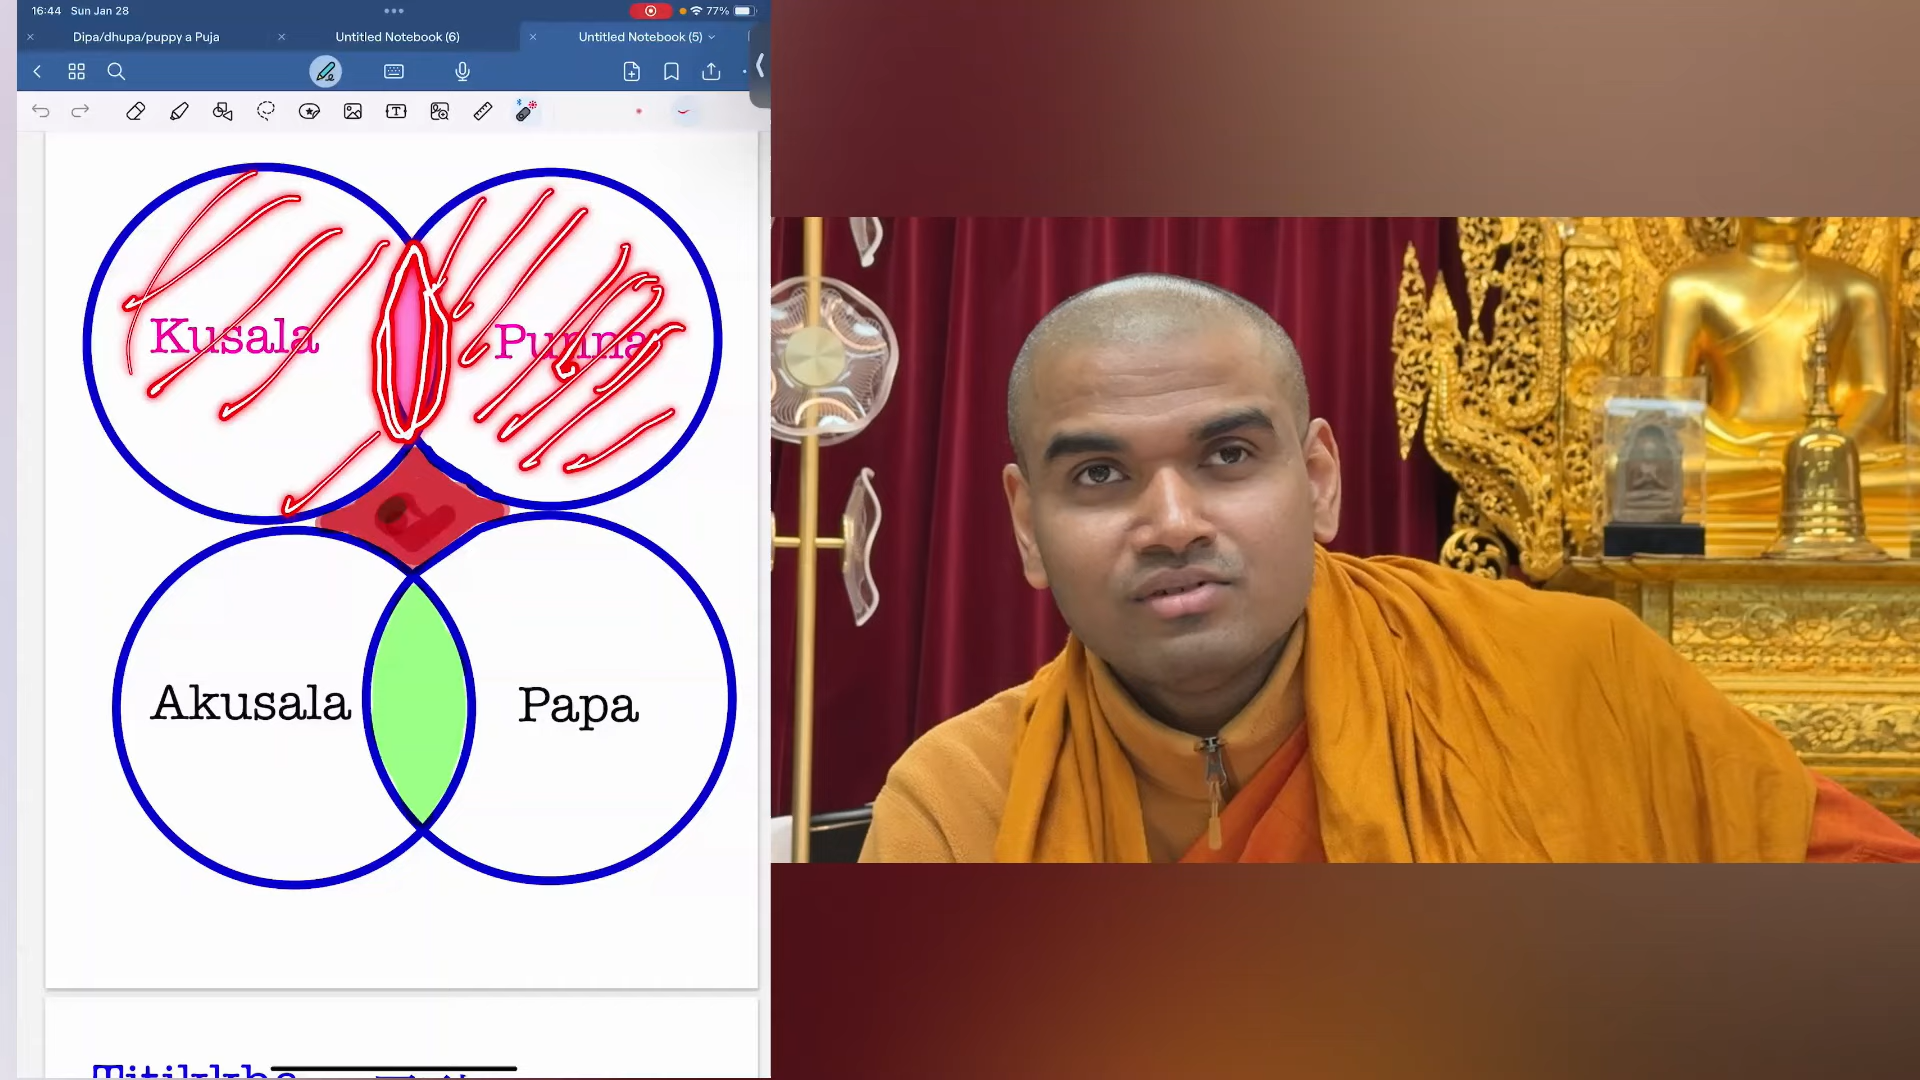 16:44 Sun Jan 28
77%
Dipa/dhupa/puppy a Puja
Untitled Notebook (6)
Untitled Notebook (5)
Kusala
Punna
Akusala
Papa